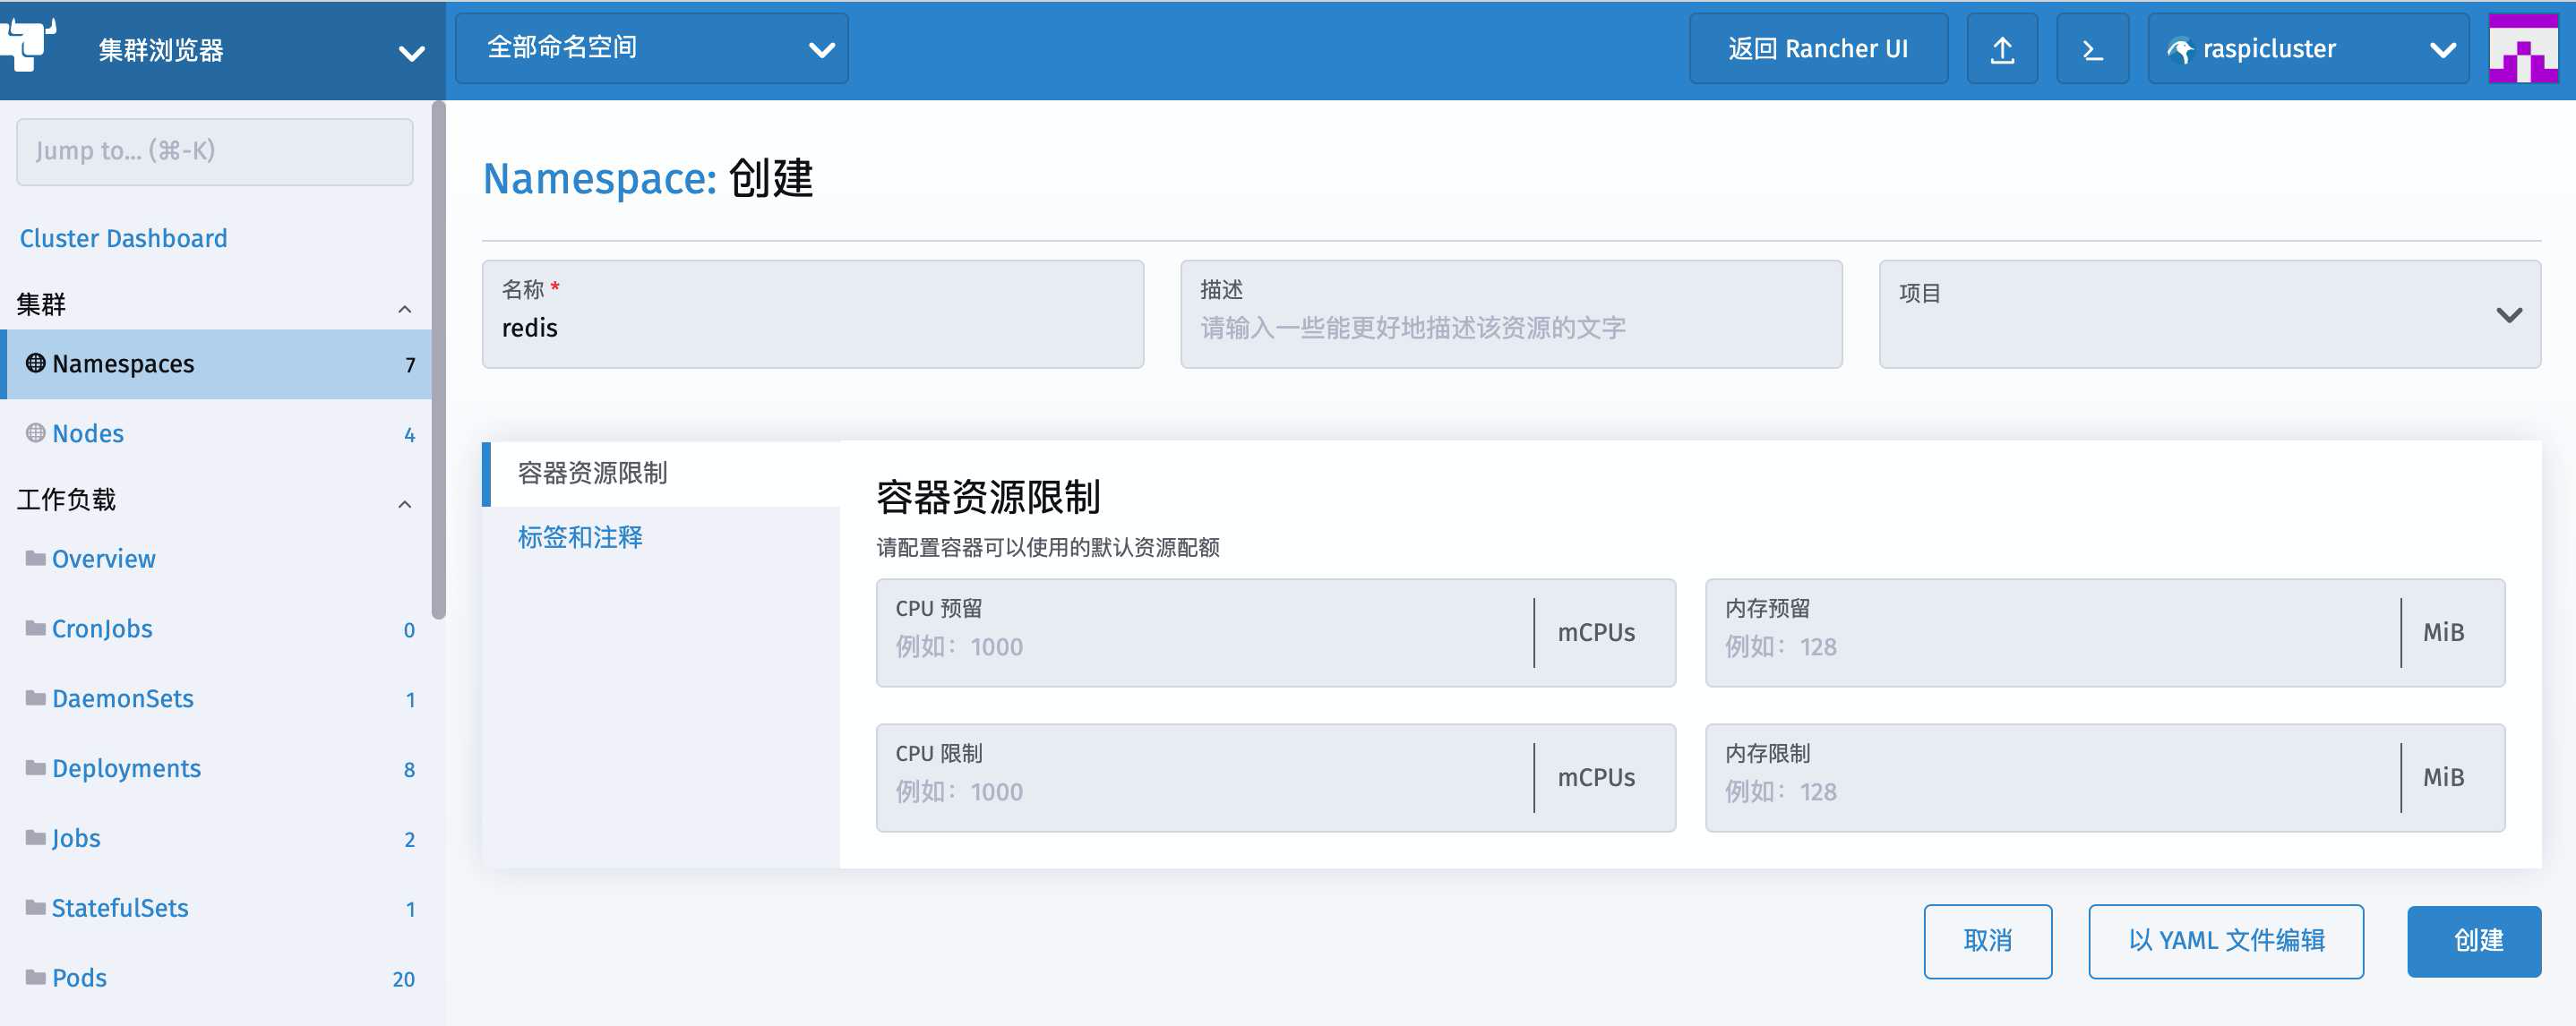 集群浏览器
全部命名空间
返回 Rancher UI
raspicluster
Jump to... (⌘-K)
Cluster Dashboard
集群
Namespaces 7
Nodes 4
工作负载
Overview
CronJobs 0
DaemonSets 1
Deployments 8
Jobs 2
StatefulSets 1
Pods 20
Namespace: 创建
名称 *
redis
描述
请输入一些能更好地描述该资源的文字
项目
容器资源限制
标签和注释
容器资源限制
请配置容器可以使用的默认资源配额
CPU 预留
例如：1000
mCPUs
内存预留
例如：128
MiB
CPU 限制
例如：1000
mCPUs
内存限制
例如：128
MiB
取消
以 YAML 文件编辑
创建